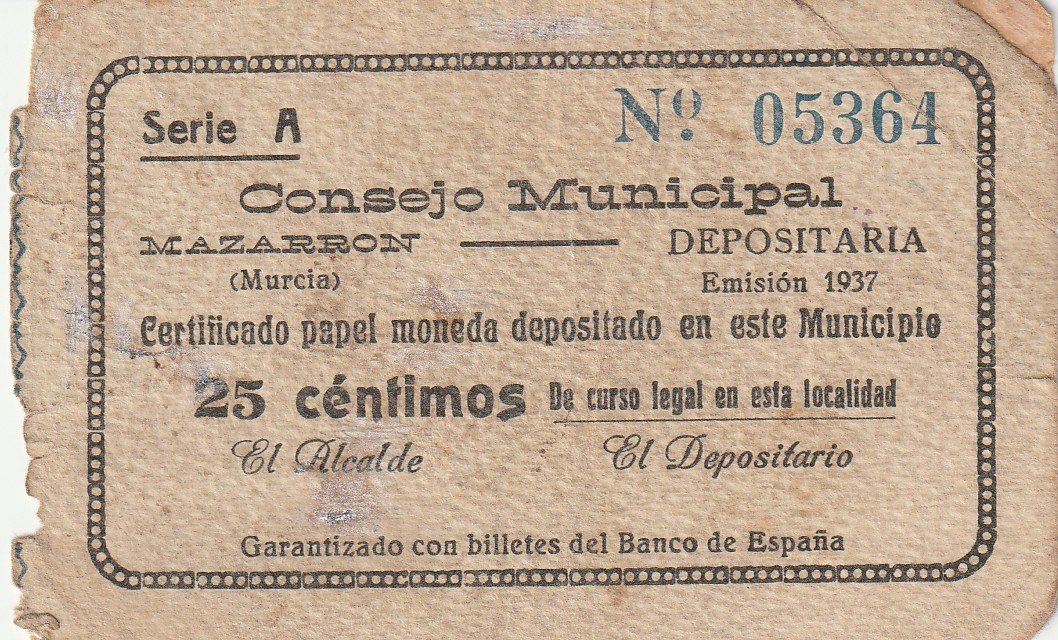 Serie A
Nº. 05364
Consejo Municipal
MAZARRON ——— DEPOSITARIA
(Murcia) Emisión 1937
Certificado papel moneda depositado en este Municipio
25 céntimos De curso legal en esta localidad
El Alcalde El Depositario
Garantizado con billetes del Banco de España